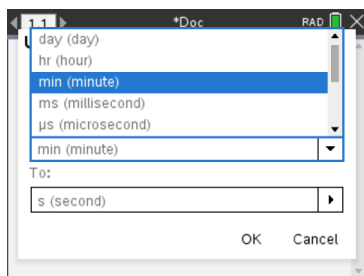 1.1 *Doc RAD
day (day)
hr (hour)
min (minute)
ms (millisecond)
µs (microsecond)
min (minute)
To:
s (second)
OK Cancel